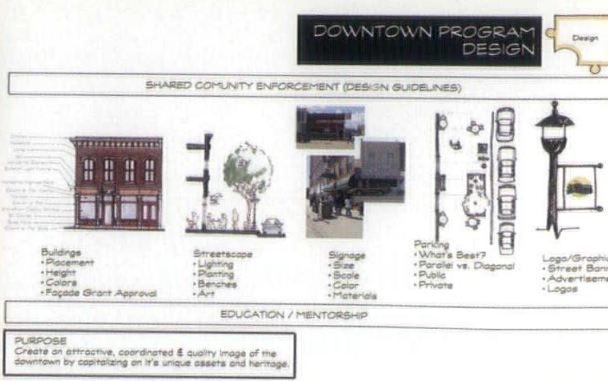 DOWNTOWN PROGRAM
DESIGN
Design
SHARED COMUNITY ENFORCEMENT (DESIGN GUIDELINES)
Buildings
• Placement
• Height
• Colors
• Façade Grant Approval
Streetscape
• Lighting
• Planting
• Benches
• Art
Signage
• Size
• Scale
• Color
• Materials
Parking
• What's Best?
• Parallel vs. Diagonal
• Public
• Private
Logo/Graphic
• Street Bann
• Advertiseme
• Logos
EDUCATION / MENTORSHIP
PURPOSE
Create an attractive, coordinated & quality image of the
downtown by capitalizing on it's unique assets and heritage.